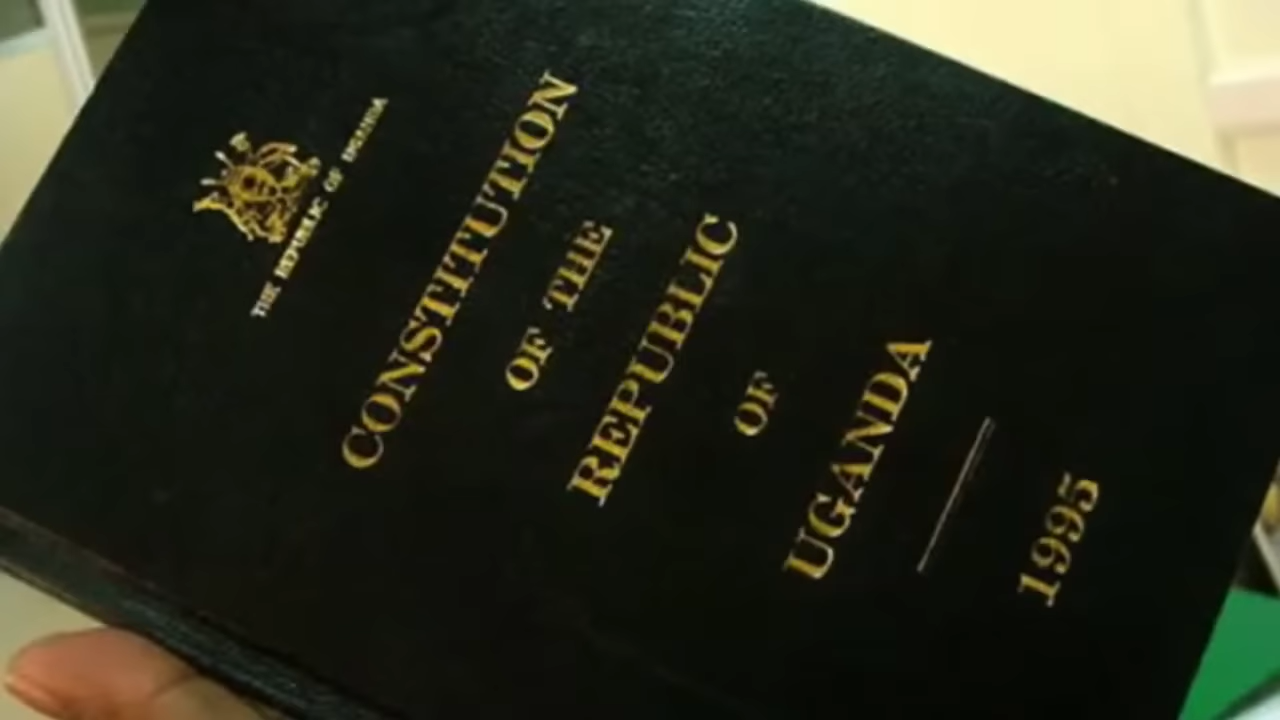 THE REPUBLIC OF UGANDA
CONSTITUTION
OF THE
REPUBLIC
OF
UGANDA
1995